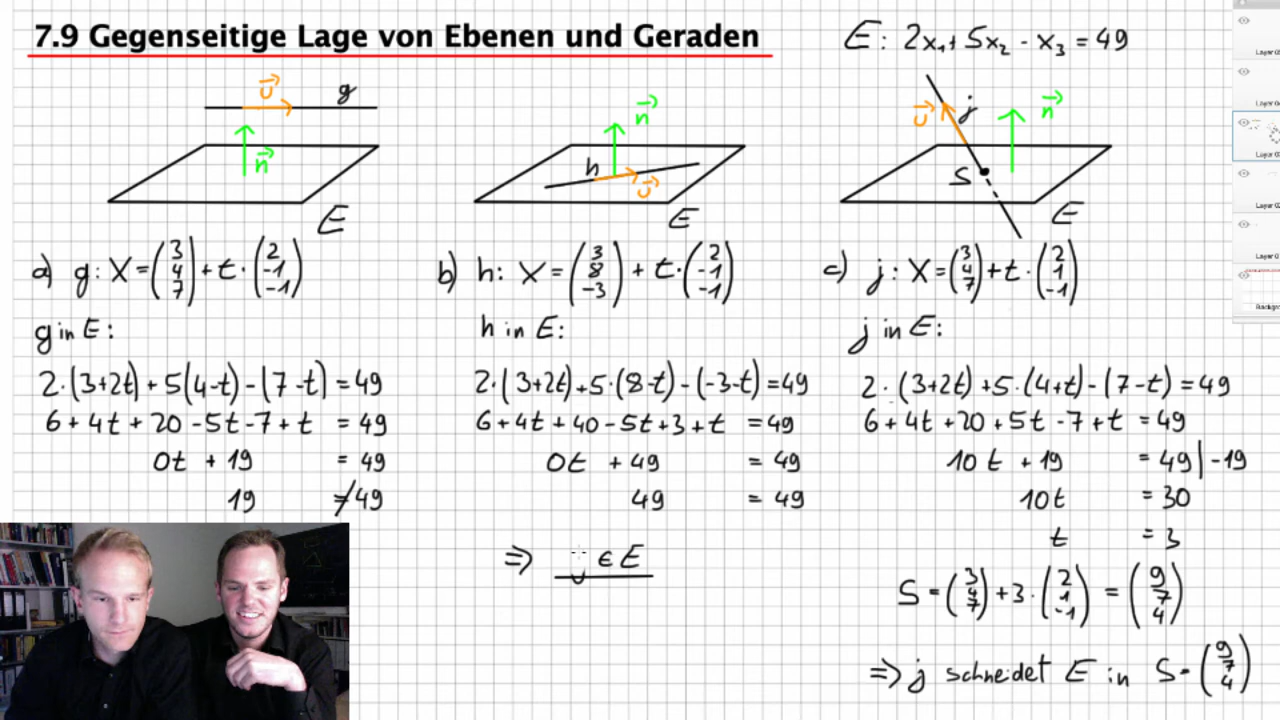 7.9 Gegenseitige Lage von Ebenen und Geraden
E: 2x₁+5x₂ - x₃ = 49
u⃗ g
n⃗
E
n⃗
h
u⃗
E
u⃗ j n⃗
S
E
a) g: X = (3 4 7) + t · (2 -1 -1)
g in E:
2·(3+2t) + 5(4-t) - (7-t) = 49
6 + 4t + 20 - 5t - 7 + t = 49
0t + 19 = 49
19 ≠ 49
b) h: X = (3 8 -3) + t · (2 -1 -1)
h in E:
2·(3+2t) + 5·(8-t) - (-3-t) = 49
6 + 4t + 40 - 5t + 3 + t = 49
0t + 49 = 49
49 = 49
⇒ ∈ E
c) j: X = (3 4 7) + t · (2 1 -1)
j in E:
2·(3+2t) + 5·(4+t) - (7-t) = 49
6 + 4t + 20 + 5t - 7 + t = 49
10t + 19 = 49 | -19
10t = 30
t = 3
S = (3 4 7) + 3 · (2 1 -1) = (9 7 4)
⇒ j schneidet E in S = (9 7 4)